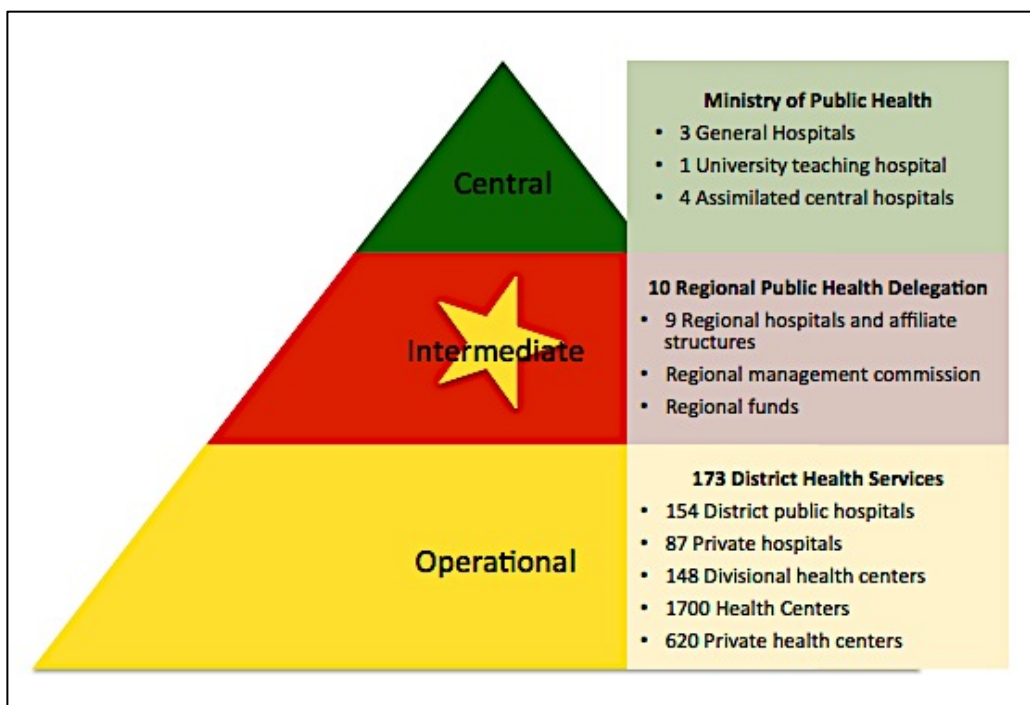 Central
Ministry of Public Health
• 3 General Hospitals
• 1 University teaching hospital
• 4 Assimilated central hospitals
Intermediate
10 Regional Public Health Delegation
• 9 Regional hospitals and affiliate
structures
• Regional management commission
• Regional funds
Operational
173 District Health Services
• 154 District public hospitals
• 87 Private hospitals
• 148 Divisional health centers
• 1700 Health Centers
• 620 Private health centers